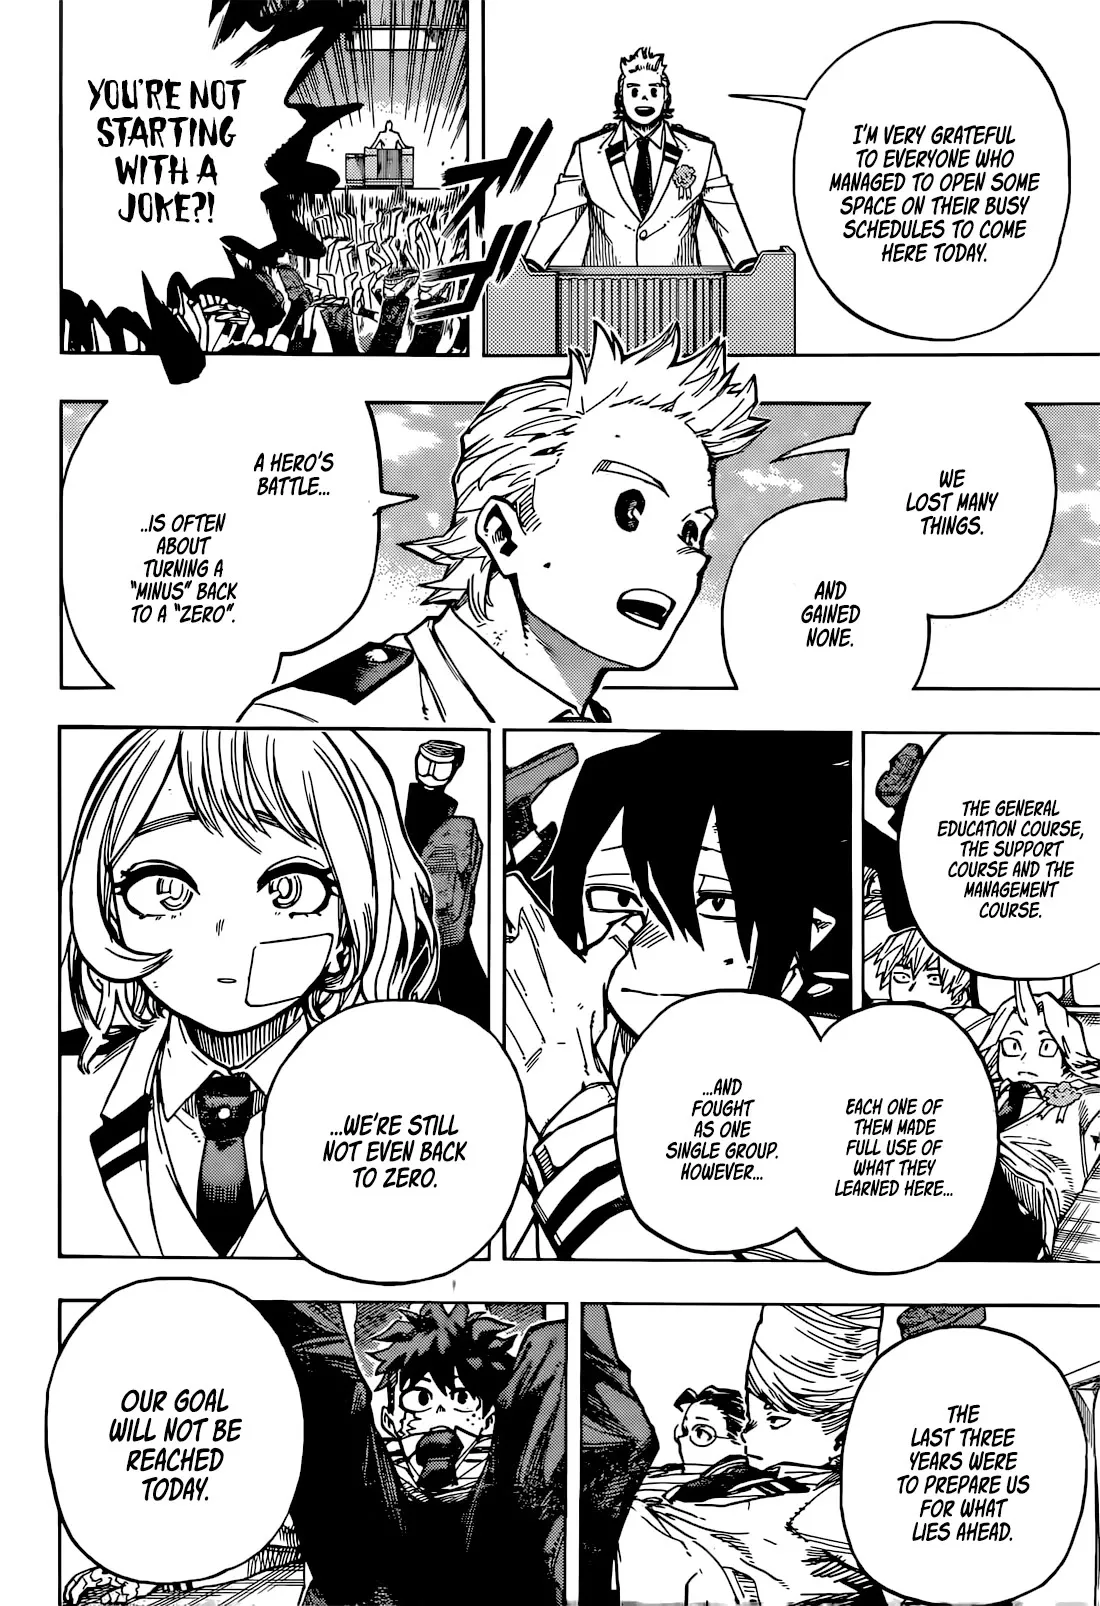 I'M VERY GRATEFUL
TO EVERYONE WHO
MANAGED TO OPEN SOME
SPACE ON THEIR BUSY
SCHEDULES TO COME
HERE TODAY.
YOU'RE NOT
STARTING
WITH A
JOKE?!
ズゴゴ
WE
LOST MANY
THINGS.
AND
GAINED
NONE.
A HERO'S
BATTLE...
..IS OFTEN
ABOUT
TURNING A
"MINUS" BACK
TO A "ZERO".
THE GENERAL
EDUCATION COURSE,
THE SUPPORT
COURSE AND THE
MANAGEMENT
COURSE.
EACH ONE OF
THEM MADE
FULL USE OF
WHAT THEY
LEARNED HERE...
...AND
FOUGHT
AS ONE
SINGLE GROUP.
HOWEVER...
...WE'RE STILL
NOT EVEN BACK
TO ZERO.
THE
LAST THREE
YEARS WERE
TO PREPARE US
FOR WHAT
LIES AHEAD.
OUR GOAL
WILL NOT BE
REACHED
TODAY.